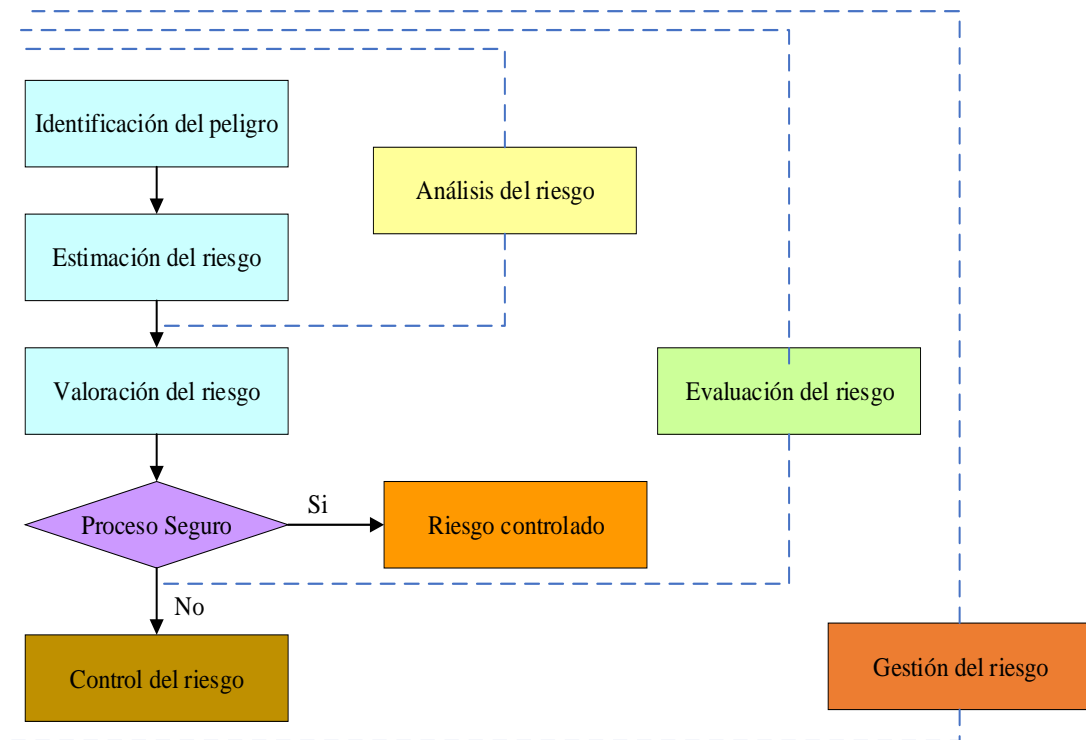 Identificación del peligro
Análisis del riesgo
Estimación del riesgo
Valoración del riesgo
Evaluación del riesgo
Proceso Seguro
Si
Riesgo controlado
No
Control del riesgo
Gestión del riesgo